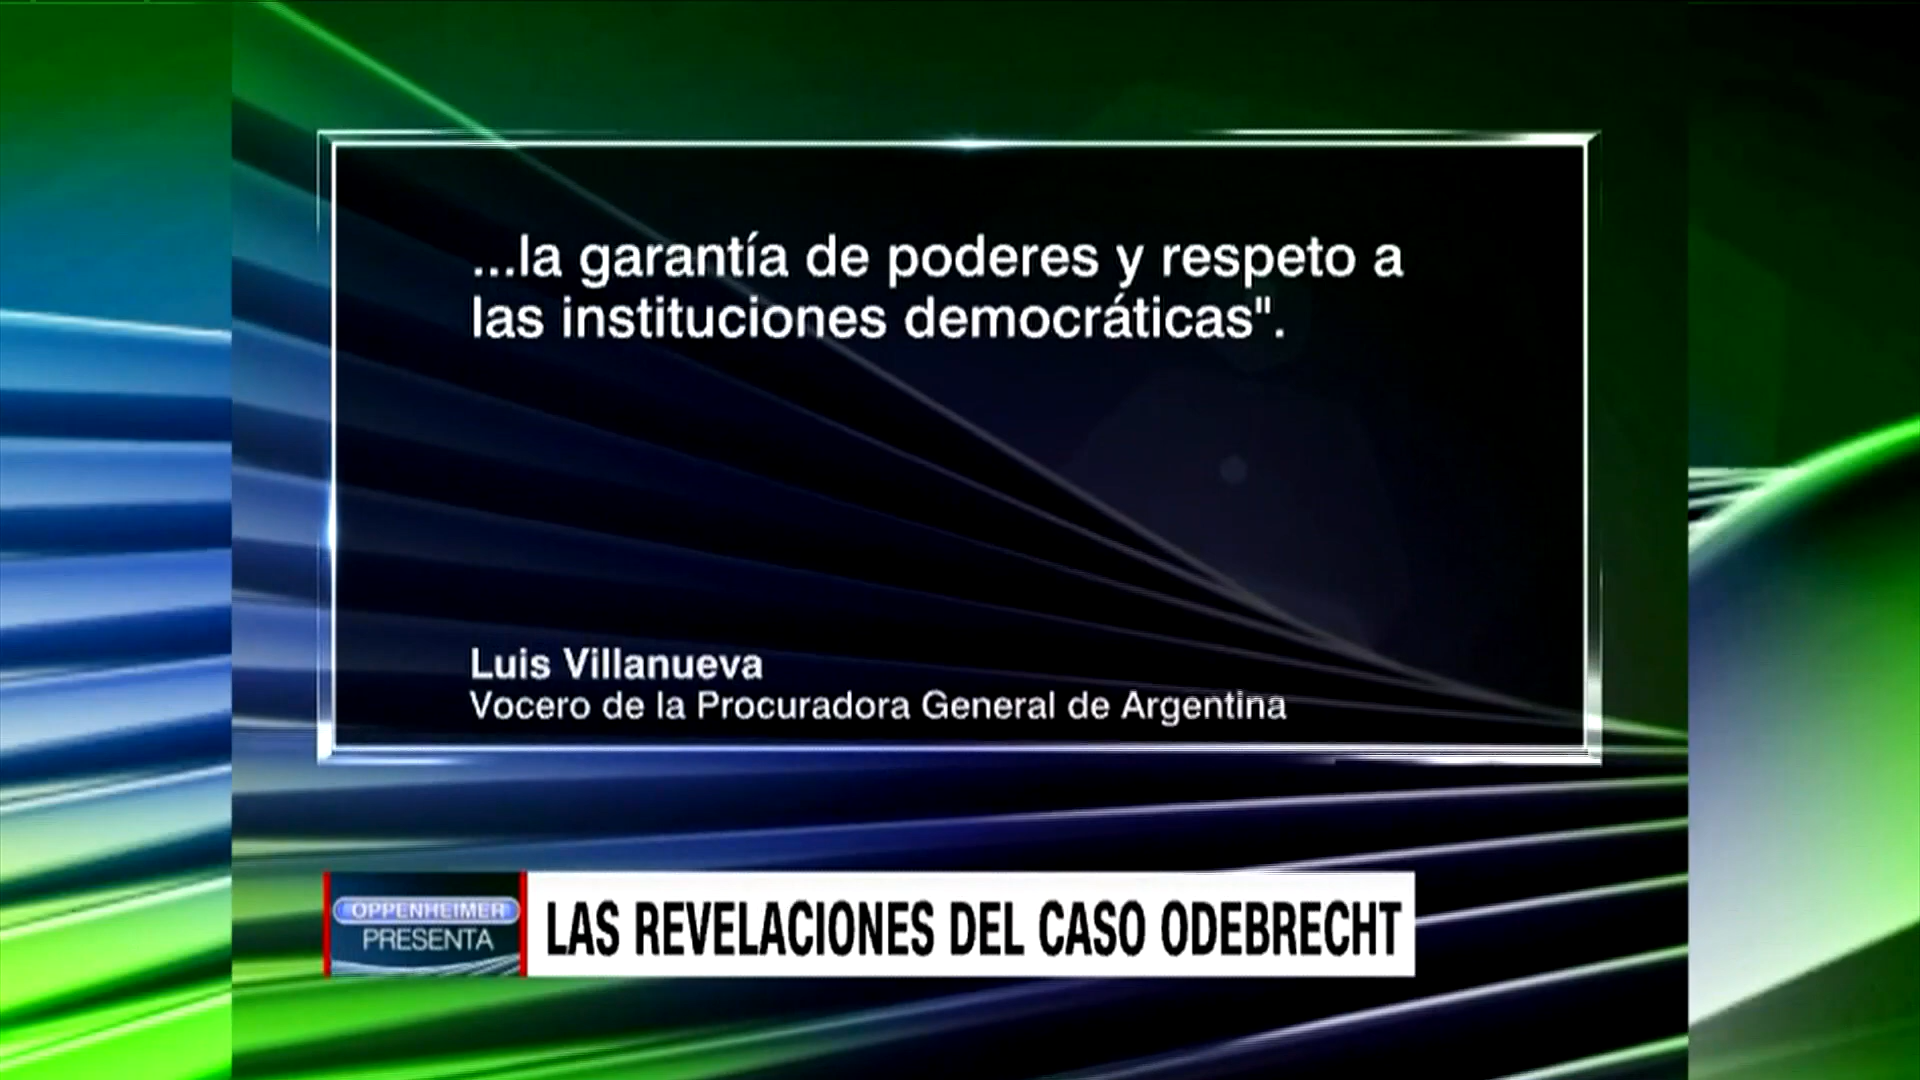 ...la garantía de poderes y respeto a
las instituciones democráticas".
Luis Villanueva
Vocero de la Procuradora General de Argentina
OPPENHEIMER
PRESENTA
LAS REVELACIONES DEL CASO ODEBRECHT